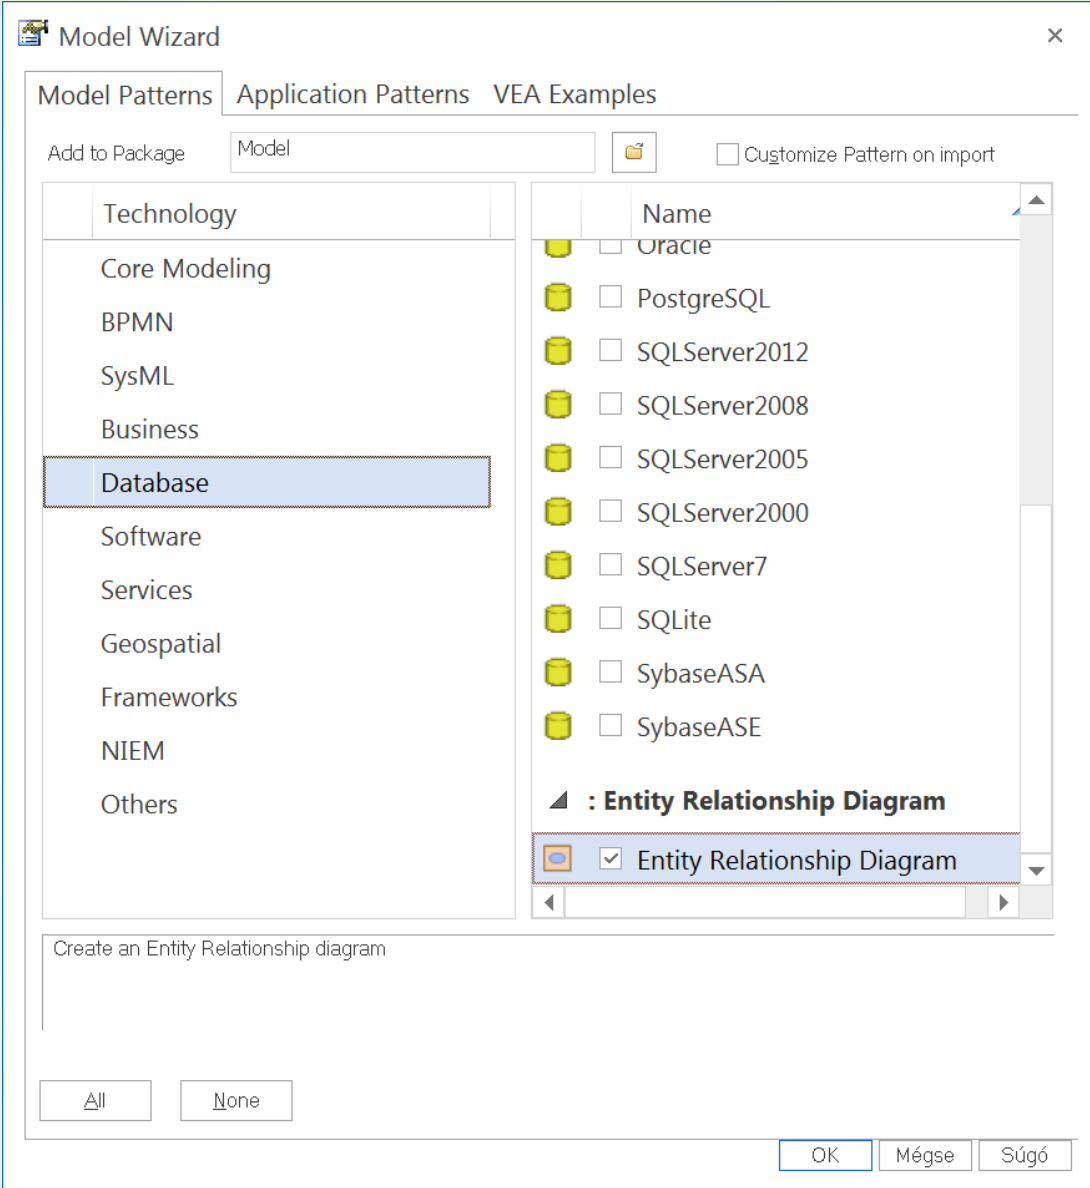 Model Wizard
Model Patterns Application Patterns VEA Examples
Add to Package Model Customize Pattern on import
Technology
Core Modeling
BPMN
SysML
Business
Database
Software
Services
Geospatial
Frameworks
NIEM
Others
Name
Oracle
PostgreSQL
SQLServer2012
SQLServer2008
SQLServer2005
SQLServer2000
SQLServer7
SQLite
SybaseASA
SybaseASE
: Entity Relationship Diagram
Entity Relationship Diagram
Create an Entity Relationship diagram
All None
OK Mégse Súgó